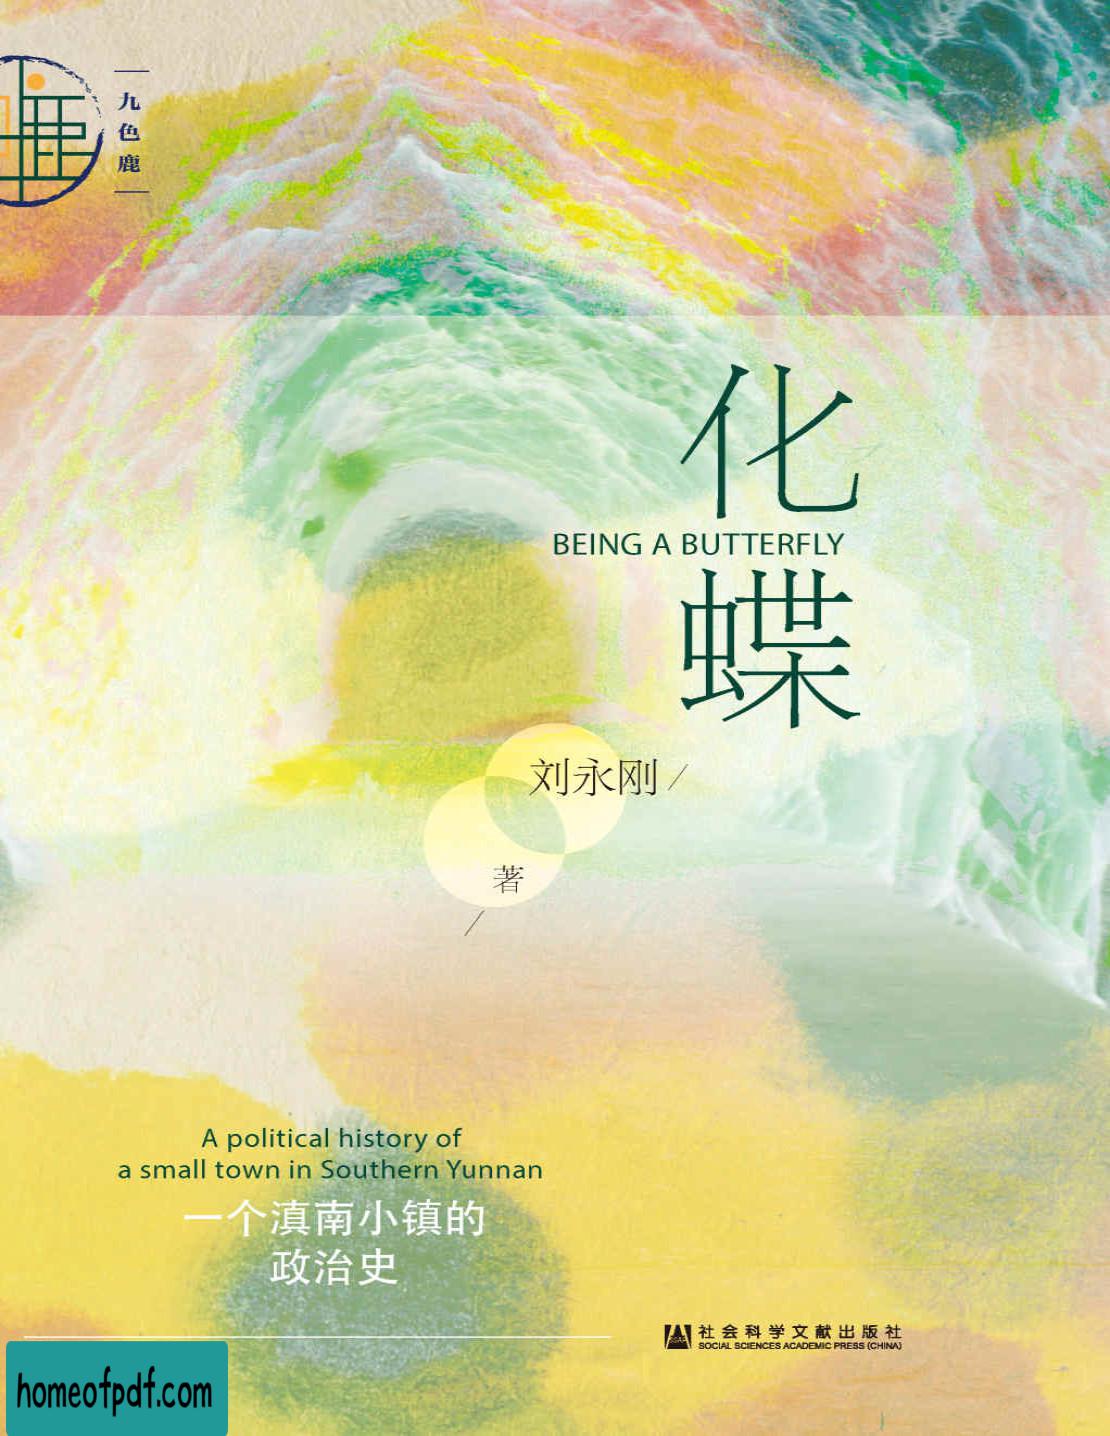 九色鹿
化
BEING A BUTTERFLY
蝶
刘永刚
著
A political history of
a small town in Southern Yunnan
一个滇南小镇的
政治史
社会科学文献出版社
SOCIAL SCIENCES ACADEMIC PRESS (CHINA)
homeofpdf.com